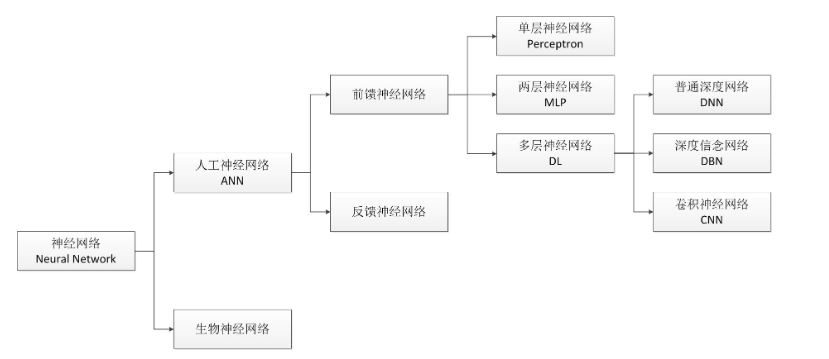 单层神经网络
Perceptron
前馈神经网络
两层神经网络
MLP
普通深度网络
DNN
人工神经网络
ANN
多层神经网络
DL
深度信念网络
DBN
反馈神经网络
卷积神经网络
CNN
神经网络
Neural Network
生物神经网络